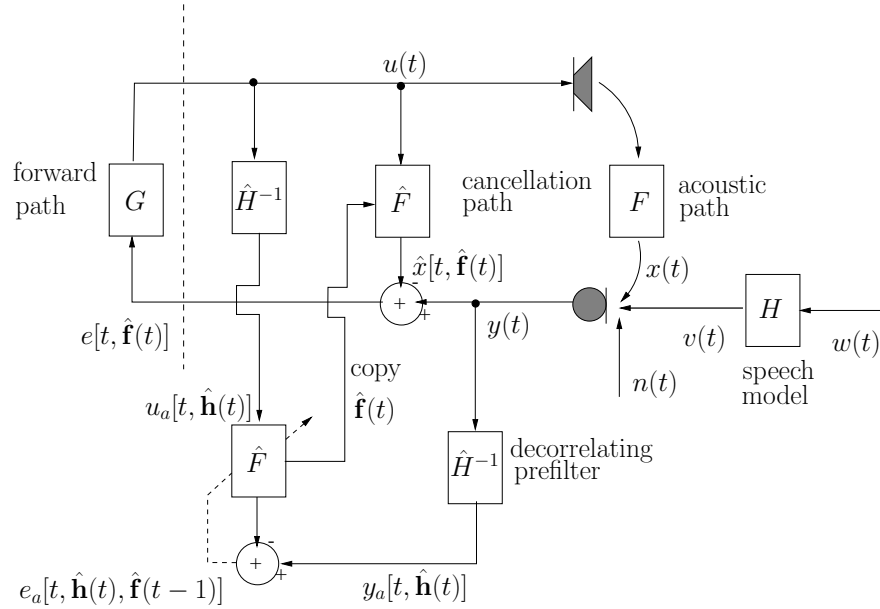 u(t)
forward
path
G
Ĥ⁻¹
F̂
cancellation
path
F
acoustic
path
x̂[t, f̂(t)]
x(t)
-
+
+
e[t, f̂(t)]
y(t)
v(t)
H
w(t)
n(t)
speech
model
copy
f̂(t)
u_a[t, ĥ(t)]
F̂
Ĥ⁻¹
decorrelating
prefilter
-
+
+
e_a[t, ĥ(t), f̂(t − 1)]
y_a[t, ĥ(t)]